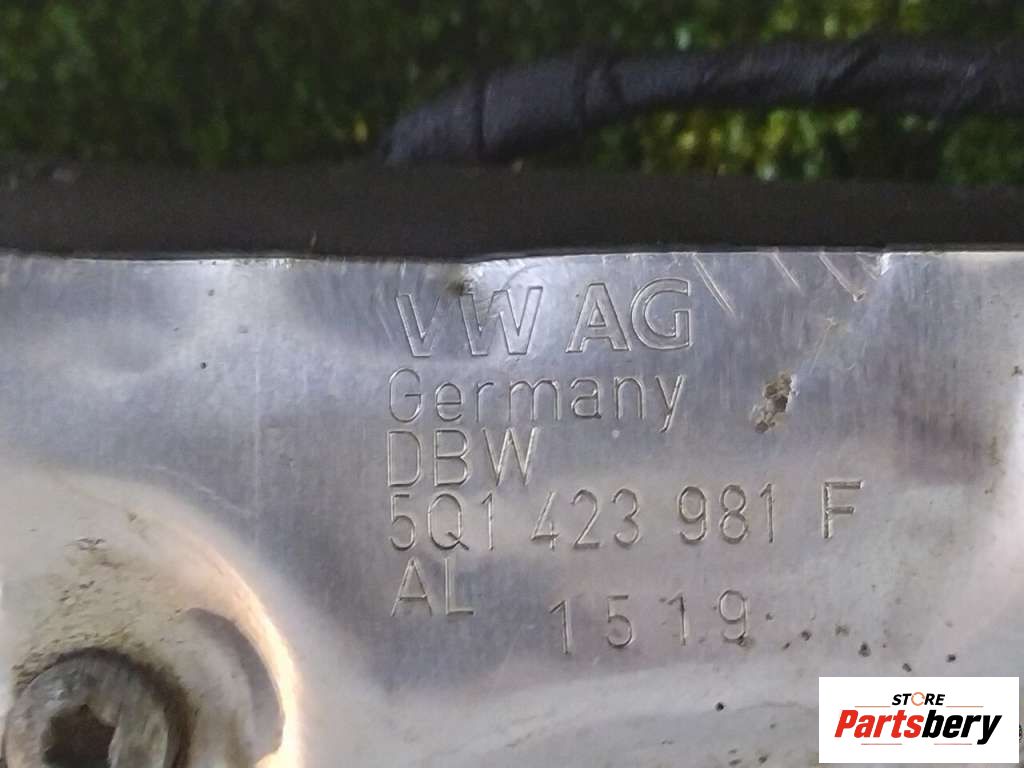 VW AG
Germany
DBW
5Q1 423 981 F
AL
1519
STORE
Partsbery